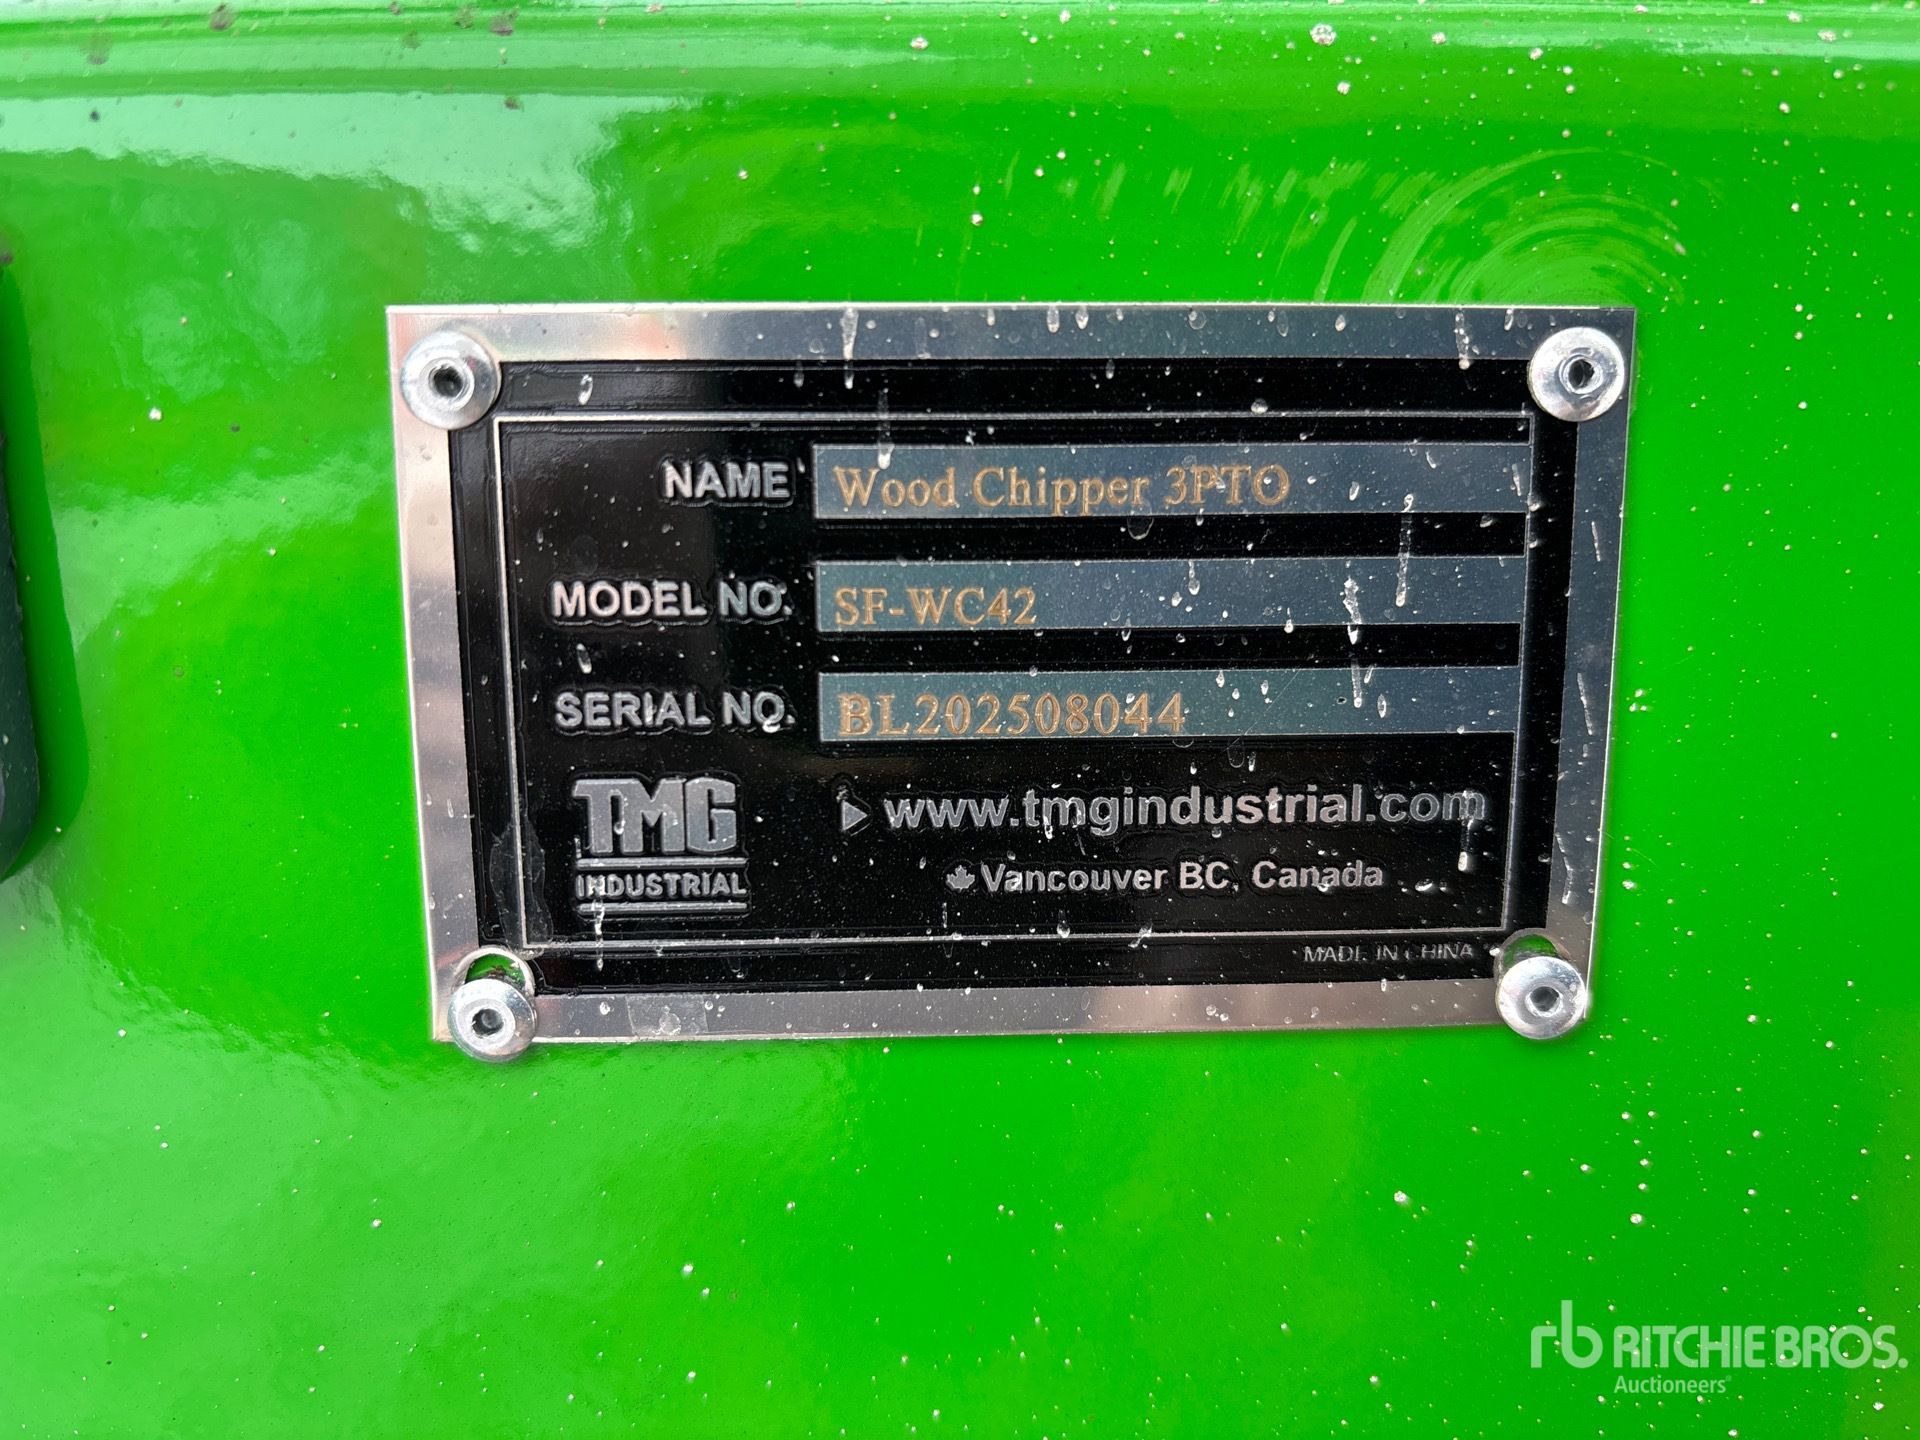 NAME Wood Chipper 3PTO
MODEL NO. SF-WC42
SERIAL NO. BL202508044
TMG
INDUSTRIAL
www.tmgindustrial.com
Vancouver BC, Canada
MADE IN CHINA
rb RITCHIE BROS.
Auctioneers